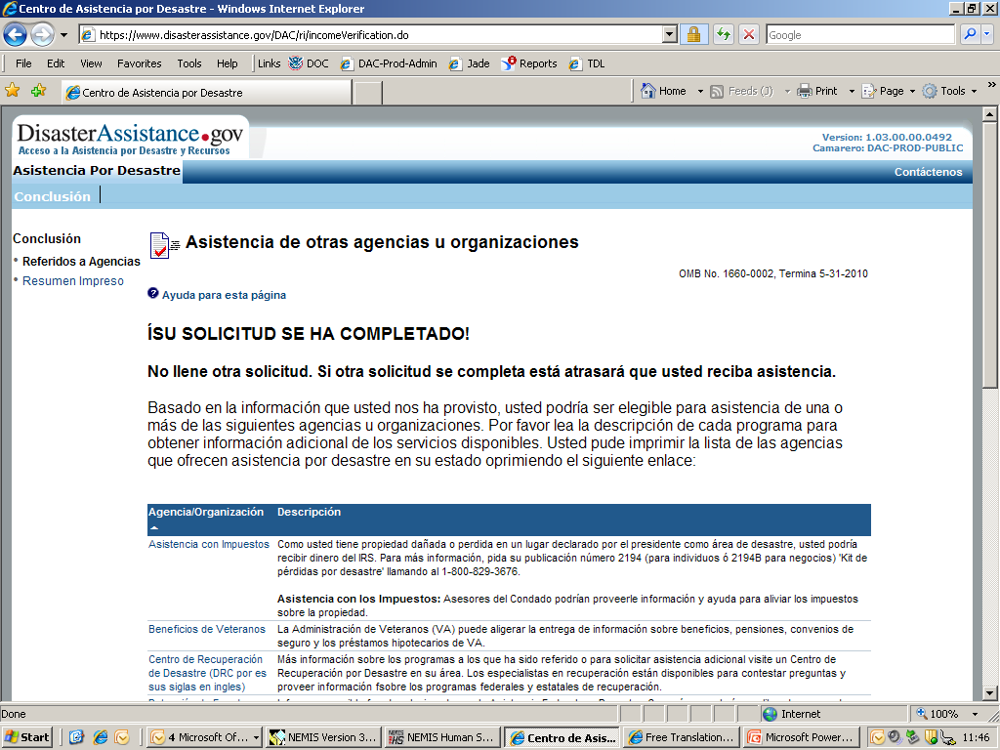 Centro de Asistencia por Desastre - Windows Internet Explorer
https://www.disasterassistance.gov/DAC/ri/incomeVerification.do
Google
File Edit View Favorites Tools Help Links DOC DAC-Prod-Admin Jade Reports TDL
Centro de Asistencia por Desastre Home Feeds (J) Print Page Tools
DisasterAssistance.gov
Acceso a la Asistencia por Desastre y Recursos
Version: 1.03.00.00.0492
Camarero: DAC-PROD-PUBLIC
Asistencia Por Desastre Contáctenos
Conclusión
Conclusión
• Referidos a Agencias
• Resumen Impreso
Asistencia de otras agencias u organizaciones
OMB No. 1660-0002, Termina 5-31-2010
Ayuda para esta página
ÍSU SOLICITUD SE HA COMPLETADO!
No llene otra solicitud. Si otra solicitud se completa está atrasará que usted reciba asistencia.
Basado en la información que usted nos ha provisto, usted podría ser elegible para asistencia de una o
más de las siguientes agencias u organizaciones. Por favor lea la descripción de cada programa para
obtener información adicional de los servicios disponibles. Usted pude imprimir la lista de las agencias
que ofrecen asistencia por desastre en su estado oprimiendo el siguiente enlace:
Agencia/Organización Descripción
Asistencia con Impuestos
Como usted tiene propiedad dañada o perdida en un lugar declarado por el presidente como área de desastre, usted podría
recibir dinero del IRS. Para más información, pida su publicación número 2194 (para individuos ó 2194B para negocios) 'Kit de
pérdidas por desastre' llamando al 1-800-829-3676.
Asistencia con los Impuestos: Asesores del Condado podrían proveerle información y ayuda para aliviar los impuestos
sobre la propiedad.
Beneficios de Veteranos
La Administración de Veteranos (VA) puede aligerar la entrega de información sobre beneficios, pensiones, convenios de
seguro y los préstamos hipotecarios de VA.
Centro de Recuperación
de Desastre (DRC por es
sus siglas en ingles)
Más información sobre los programas a los que ha sido referido o para solicitar asistencia adicional visite un Centro de
Recuperación por Desastre en su área. Los especialistas en recuperación están disponibles para contestar preguntas y
proveer información fsobre los programas federales y estatales de recuperación.
Done Internet 100%
Start 4 Microsoft Of... NEMIS Version 3... NEMIS Human S... Centro de Asis... Free Translation... Microsoft Power... 11:46